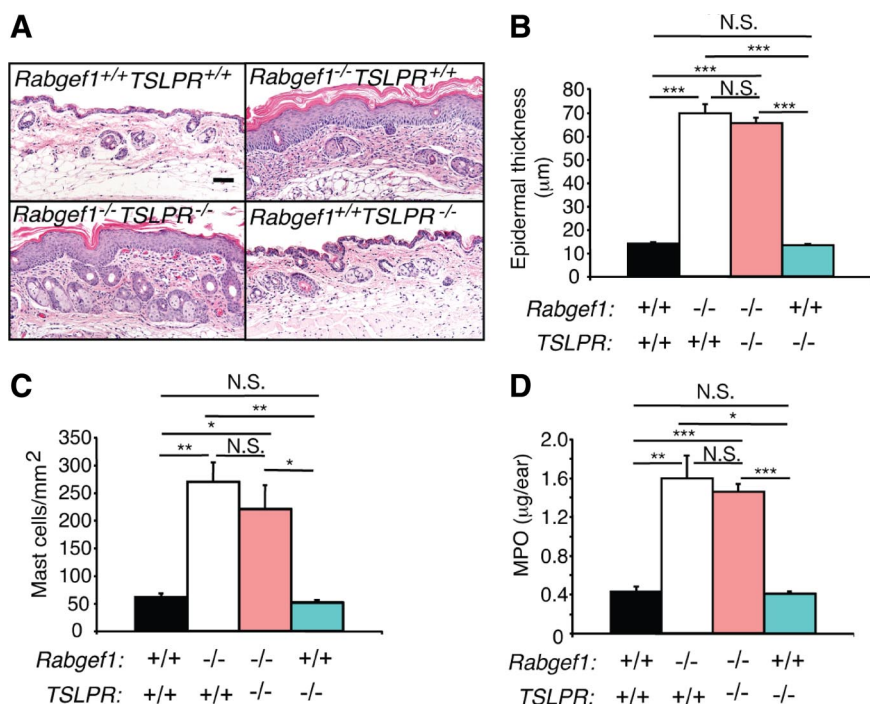 A
Rabgef1+/+TSLPR+/+
Rabgef1-/-TSLPR+/+
Rabgef1-/-TSLPR-/-
Rabgef1+/+TSLPR-/-
B
N.S.
***
***
*** N.S. ***
80
70
60
50
40
30
20
10
0
Epidermal thickness
(μm)
Rabgef1: +/+ -/- -/- +/+
TSLPR: +/+ +/+ -/- -/-
C
N.S.
**
*
** N.S. *
350
300
250
200
150
100
50
0
Mast cells/mm2
Rabgef1: +/+ -/- -/- +/+
TSLPR: +/+ +/+ -/- -/-
D
N.S.
*
***
** N.S. ***
2.0
1.6
1.2
0.8
0.4
0
MPO (μg/ear)
Rabgef1: +/+ -/- -/- +/+
TSLPR: +/+ +/+ -/- -/-